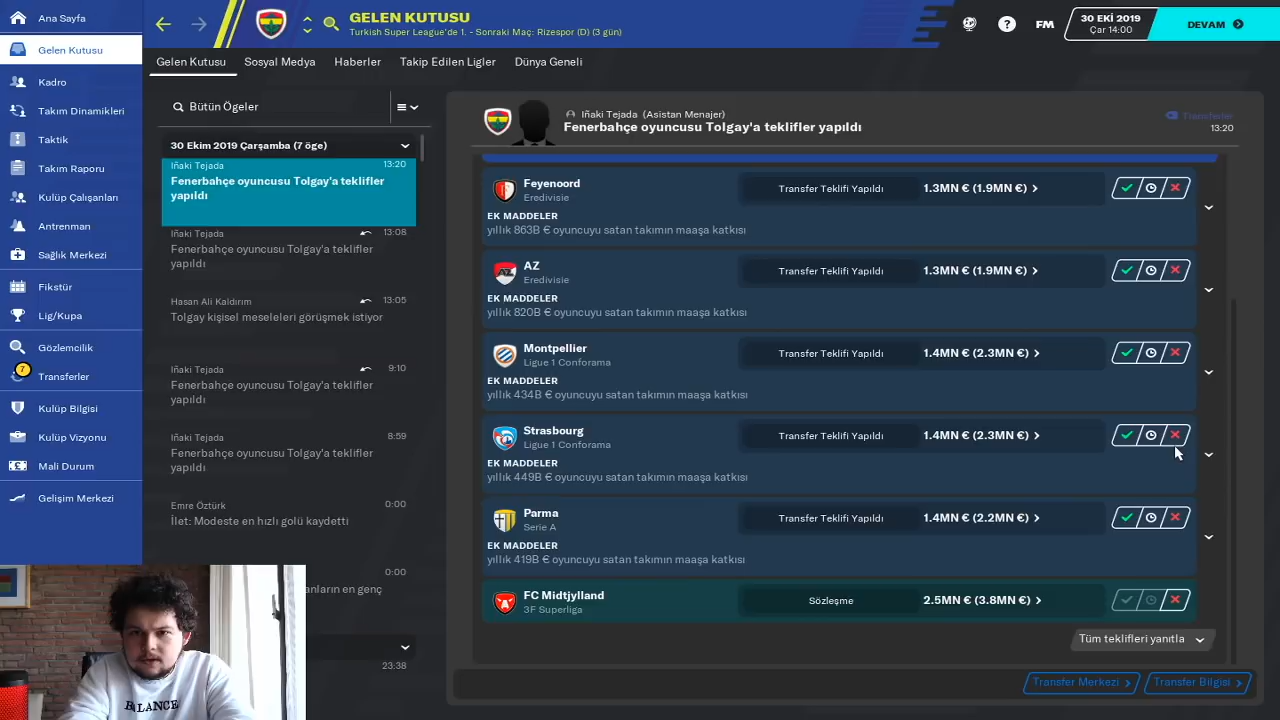 Ana Sayfa
Gelen Kutusu
Kadro
Takım Dinamikleri
Taktik
Takım Raporu
Kulüp Çalışanları
Antrenman
Sağlık Merkezi
Fikstür
Lig/Kupa
Gözlemcilik
7
Transferler
Kulüp Bilgisi
Kulüp Vizyonu
Mali Durum
Gelişim Merkezi
GELEN KUTUSU
Turkish Super League'de 1. - Sonraki Maç: Rizespor (D) (3 gün)
FM
30 EKİ 2019
Çar 14:00
DEVAM
Gelen Kutusu
Sosyal Medya
Haberler
Takip Edilen Ligler
Dünya Geneli
Bütün Ögeler
30 Ekim 2019 Çarşamba (7 öge)
Iñaki Tejada
13:20
Fenerbahçe oyuncusu Tolgay'a teklifler
yapıldı
Iñaki Tejada
13:08
Fenerbahçe oyuncusu Tolgay'a teklifler
yapıldı
Hasan Ali Kaldırım
13:05
Tolgay kişisel meseleleri görüşmek istiyor
Iñaki Tejada
9:10
Fenerbahçe oyuncusu Tolgay'a teklifler
yapıldı
Iñaki Tejada
8:59
Fenerbahçe oyuncusu Tolgay'a teklifler
yapıldı
Emre Öztürk
0:00
İlet: Modeste en hızlı golü kaydetti
0:00
anların en genç
23:38
BALANCE
Iñaki Tejada (Asistan Menajer)
Fenerbahçe oyuncusu Tolgay'a teklifler yapıldı
Transferler
13:20
Feyenoord
Eredivisie
Transfer Teklifi Yapıldı
1.3MN € (1.9MN €)
EK MADDELER
yıllık 863B € oyuncuyu satan takımın maaşa katkısı
AZ
Eredivisie
Transfer Teklifi Yapıldı
1.3MN € (1.9MN €)
EK MADDELER
yıllık 820B € oyuncuyu satan takımın maaşa katkısı
Montpellier
Ligue 1 Conforama
Transfer Teklifi Yapıldı
1.4MN € (2.3MN €)
EK MADDELER
yıllık 434B € oyuncuyu satan takımın maaşa katkısı
Strasbourg
Ligue 1 Conforama
Transfer Teklifi Yapıldı
1.4MN € (2.3MN €)
EK MADDELER
yıllık 449B € oyuncuyu satan takımın maaşa katkısı
Parma
Serie A
Transfer Teklifi Yapıldı
1.4MN € (2.2MN €)
EK MADDELER
yıllık 419B € oyuncuyu satan takımın maaşa katkısı
FC Midtjylland
3F Superliga
Sözleşme
2.5MN € (3.8MN €)
Tüm teklifleri yanıtla
Transfer Merkezi
Transfer Bilgisi